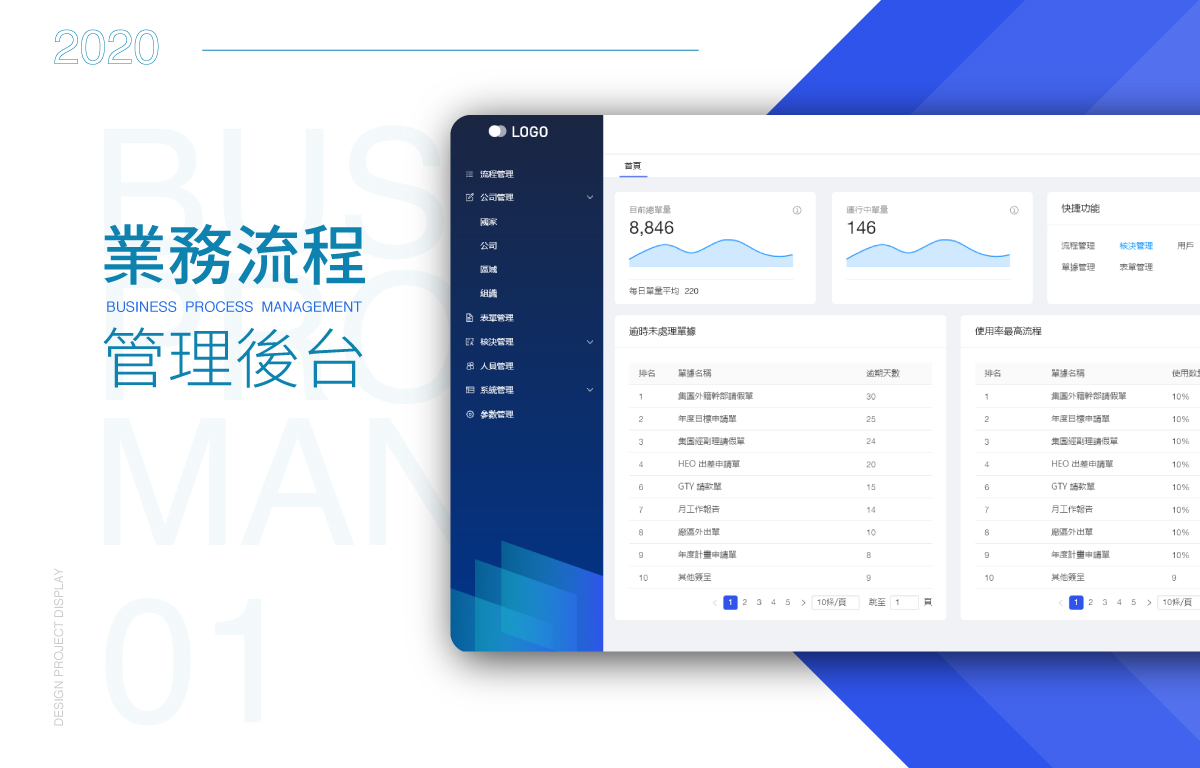 2020
BUS
PRO
MAN
01
業務流程
BUSINESS PROCESS MANAGEMENT
管理後台
DESIGN PROJECT DISPLAY
LOGO
流程管理
公司管理
國家
公司
區域
組織
表單管理
核決管理
人員管理
系統管理
參數管理
首頁
目前總單量
8,846
每日單量平均 220
運行中單量
146
快捷功能
流程管理 核決管理 用戶
單據管理 表單管理
逾時未處理單據
排名 單據名稱 逾期天數
1 集團外籍幹部請假單 30
2 年度目標申請單 25
3 集團經副理請假單 24
4 HEO 出差申請單 20
6 GTY 請款單 15
7 月工作報告 14
8 廠區外出單 10
9 年度計畫申請單 8
10 其他簽呈 9
< 1 2 3 4 5 > 10條/頁 跳至 1 頁
使用率最高流程
排名 單據名稱 使用數
1 集團外籍幹部請假單 10%
2 年度目標申請單 10%
3 集團經副理請假單 10%
4 HEO 出差申請單 10%
6 GTY 請款單 10%
7 月工作報告 10%
8 廠區外出單 10%
9 年度計畫申請單 10%
10 其他簽呈 9
< 1 2 3 4 5 > 10條/頁